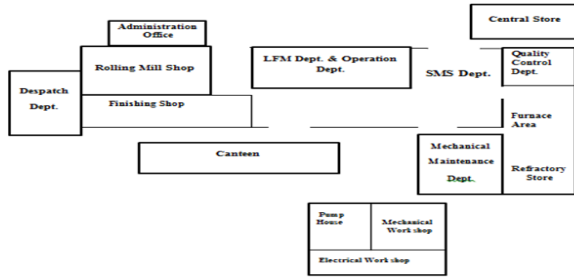 Central Store
Administration
Office
Rolling Mill Shop
LFM Dept. & Operation
Dept.
SMS Dept.
Quality
Control
Dept.
Despatch
Dept.
Finishing Shop
Furnace
Area
Canteen
Mechanical
Maintenance
Dept.
Refractory
Store
Pump
House
Mechanical
Work shop
Electrical Work shop